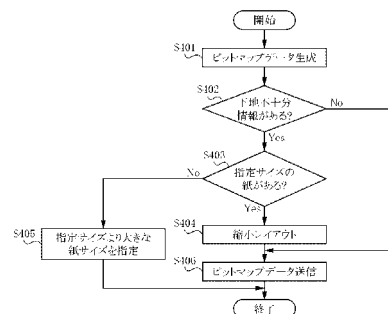 開始
S401
ビットマップデータ生成
S402
下地不十分
情報がある?
No
Yes
S403
指定サイズの
紙がある?
No
Yes
S404
縮小レイアウト
S405
指定サイズより大きな
紙サイズを指定
S406
ビットマップデータ送信
終了